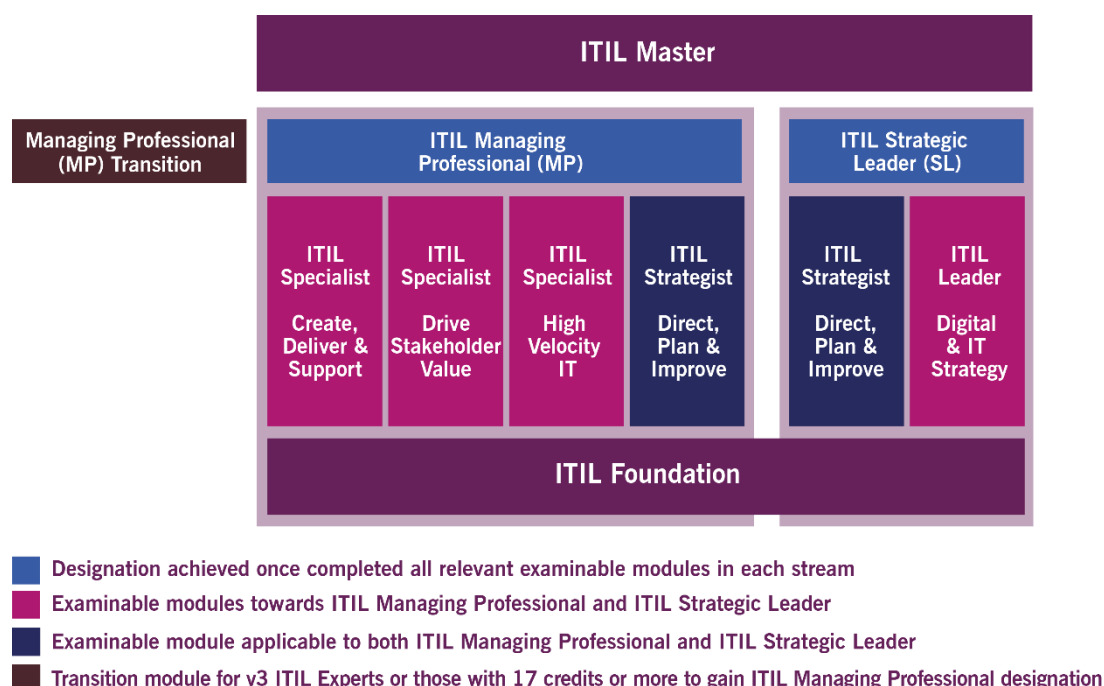 ITIL Master
Managing Professional
(MP) Transition
ITIL Managing
Professional (MP)
ITIL Strategic
Leader (SL)
ITIL
Specialist
Create,
Deliver &
Support
ITIL
Specialist
Drive
Stakeholder
Value
ITIL
Specialist
High
Velocity
IT
ITIL
Strategist
Direct,
Plan &
Improve
ITIL
Strategist
Direct,
Plan &
Improve
ITIL
Leader
Digital
& IT
Strategy
ITIL Foundation
Designation achieved once completed all relevant examinable modules in each stream
Examinable modules towards ITIL Managing Professional and ITIL Strategic Leader
Examinable module applicable to both ITIL Managing Professional and ITIL Strategic Leader
Transition module for v3 ITIL Experts or those with 17 credits or more to gain ITIL Managing Professional designation